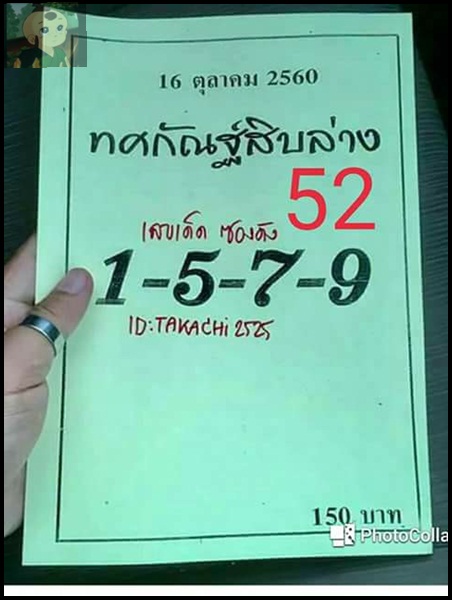 16 ตุลาคม 2560
ทศกัณฐ์สิบล่าง
52
เลขเด็ด ซองดัง
1-5-7-9
ID:TAKACHi 2525
150 บาท
PhotoColla